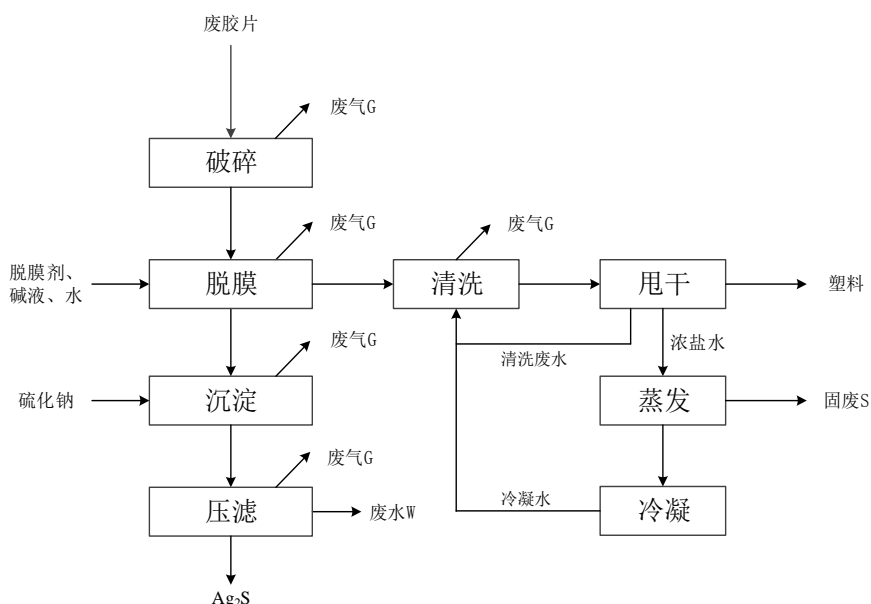 废胶片
废气G
破碎
废气G
废气G
脱膜剂、
碱液、水
脱膜
清洗
甩干
塑料
废气G
清洗废水
浓盐水
硫化钠
沉淀
蒸发
固废S
废气G
冷凝水
压滤
废水W
冷凝
Ag₂S